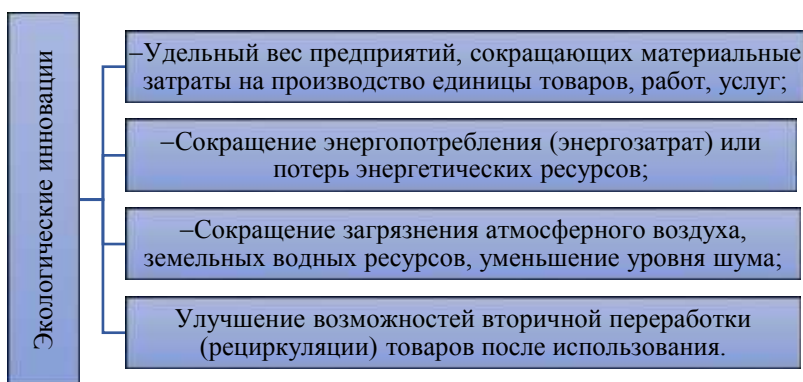 Экологические инновации
–Удельный вес предприятий, сокращающих материальные
затраты на производство единицы товаров, работ, услуг;
–Сокращение энергопотребления (энергозатрат) или
потерь энергетических ресурсов;
–Сокращение загрязнения атмосферного воздуха,
земельных водных ресурсов, уменьшение уровня шума;
Улучшение возможностей вторичной переработки
(рециркуляции) товаров после использования.